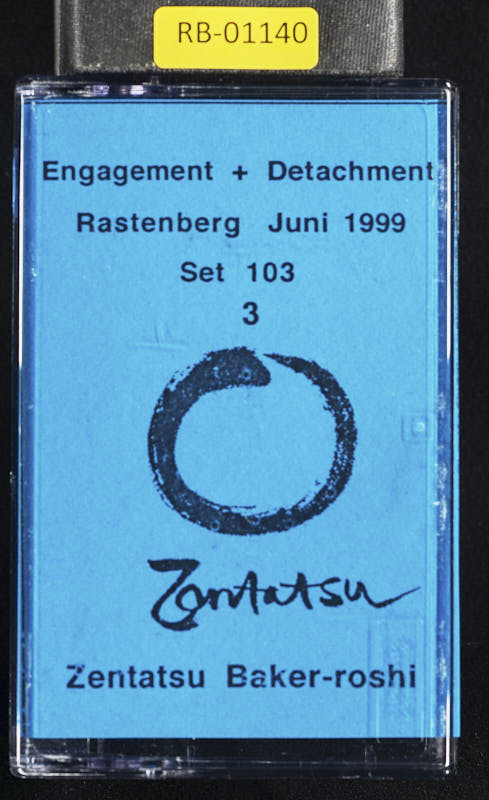 RB-01140
Engagement + Detachment
Rastenberg Juni 1999
Set 103
3
Zentatsu
Zentatsu Baker-roshi